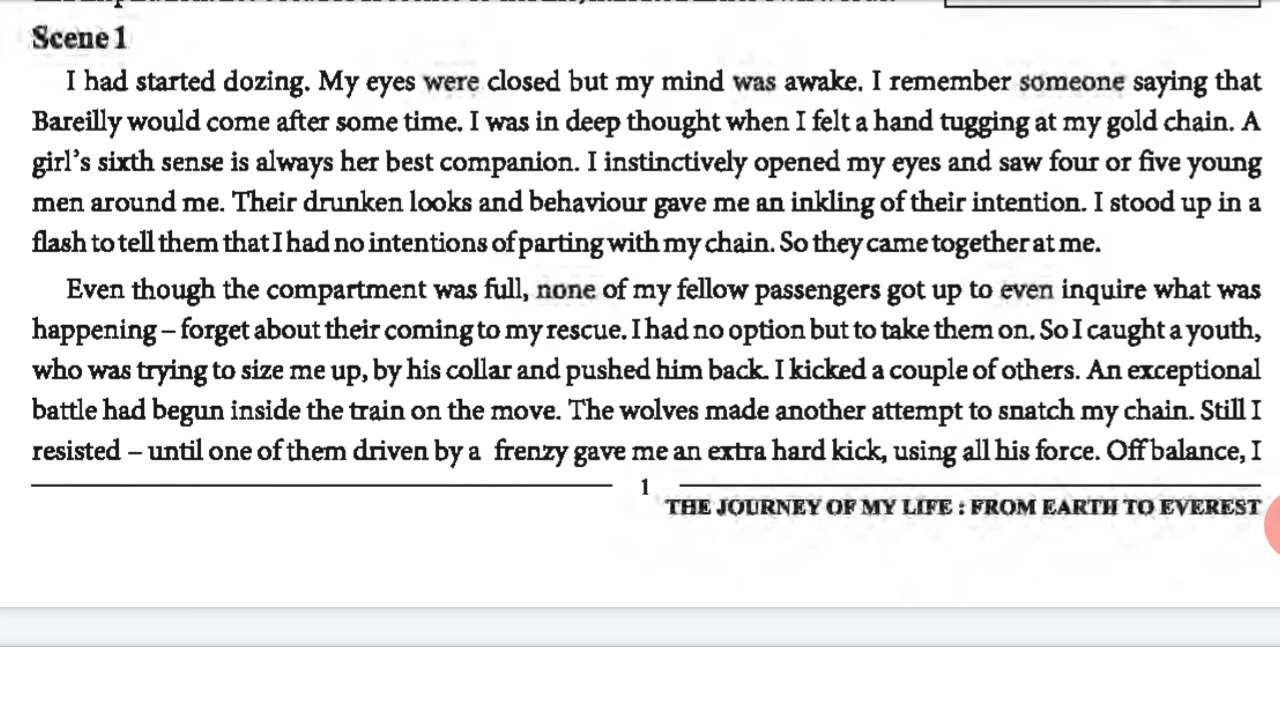 Scene 1
I had started dozing. My eyes were closed but my mind was awake. I remember someone saying that
Bareilly would come after some time. I was in deep thought when I felt a hand tugging at my gold chain. A
girl's sixth sense is always her best companion. I instinctively opened my eyes and saw four or five young
men around me. Their drunken looks and behaviour gave me an inkling of their intention. I stood up in a
flash to tell them that I had no intentions of parting with my chain. So they came together at me.
Even though the compartment was full, none of my fellow passengers got up to even inquire what was
happening – forget about their coming to my rescue. I had no option but to take them on. So I caught a youth,
who was trying to size me up, by his collar and pushed him back. I kicked a couple of others. An exceptional
battle had begun inside the train on the move. The wolves made another attempt to snatch my chain. Still I
resisted – until one of them driven by a frenzy gave me an extra hard kick, using all his force. Off balance, I
1
THE JOURNEY OF MY LIFE : FROM EARTH TO EVEREST